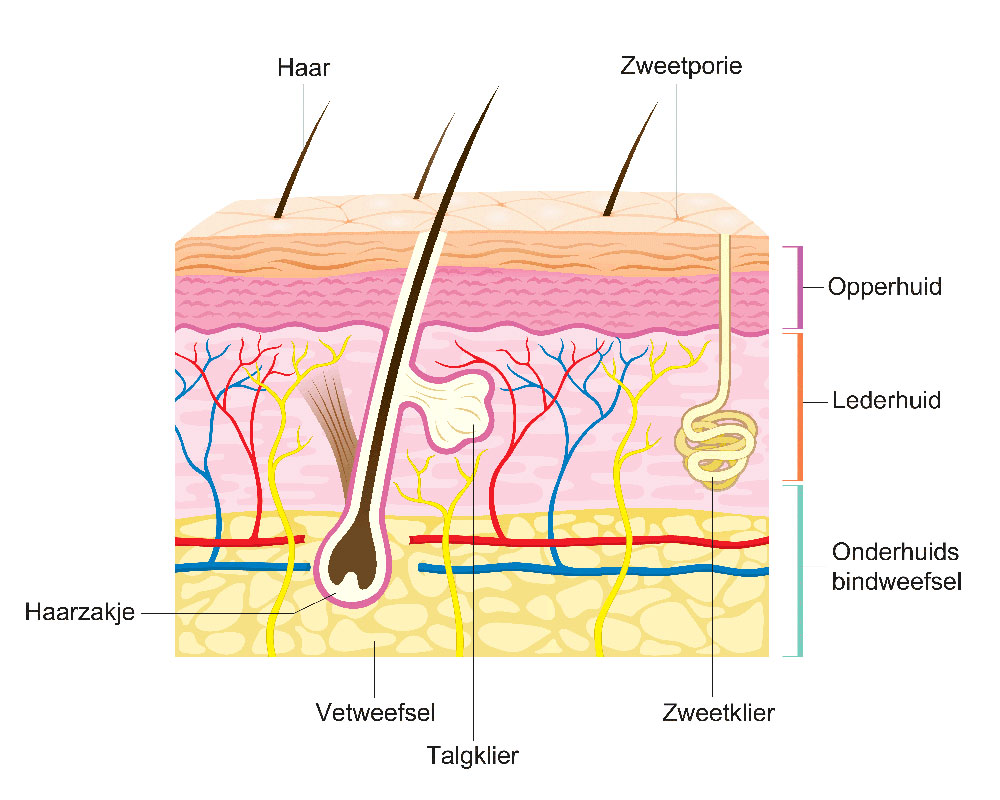 Haar
Zweetporie
Opperhuid
Lederhuid
Onderhuids
bindweefsel
Haarzakje
Vetweefsel
Zweetklier
Talgklier